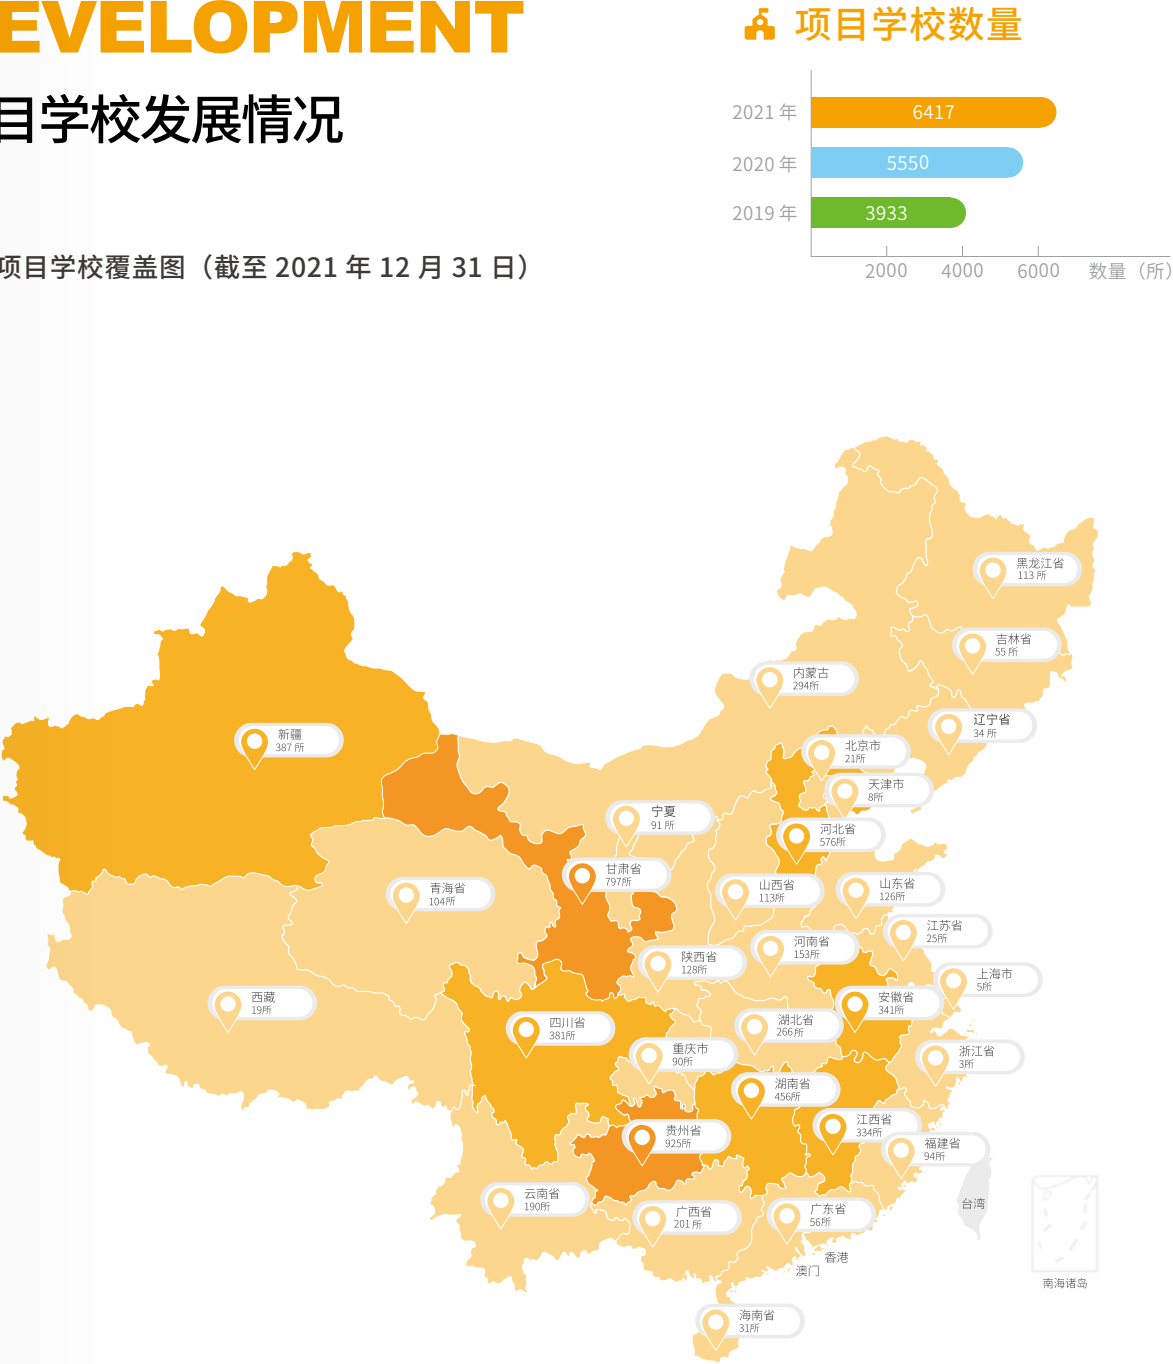 EVELOPMENT
目学校发展情况
项目学校覆盖图（截至 2021 年 12 月 31 日）
项目学校数量
2021 年
6417
2020 年
5550
2019 年
3933
2000
4000
6000
数量（所）
黑龙江省
113 所
吉林省
55 所
内蒙古
294所
辽宁省
34 所
新疆
387 所
北京市
21所
天津市
8所
宁夏
91 所
河北省
576所
甘肃省
797所
青海省
104所
山西省
113所
山东省
126所
江苏省
25所
河南省
153所
陕西省
128所
上海市
5所
西藏
19所
安徽省
341所
四川省
381所
湖北省
266所
重庆市
90所
浙江省
3所
湖南省
456所
江西省
334所
贵州省
925所
福建省
94所
云南省
190所
台湾
广西省
201 所
广东省
56所
香港
澳门
南海诸岛
海南省
31所